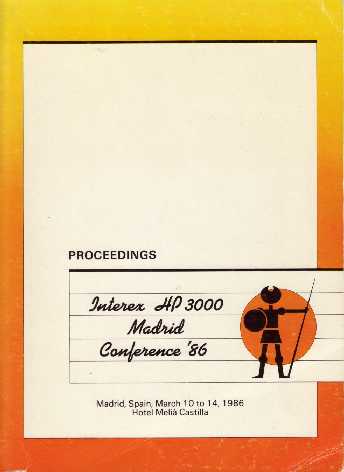 PROCEEDINGS
Interex HP 3000
Madrid
Conference '86
Madrid, Spain, March 10 to 14, 1986
Hotel Meliá Castilla